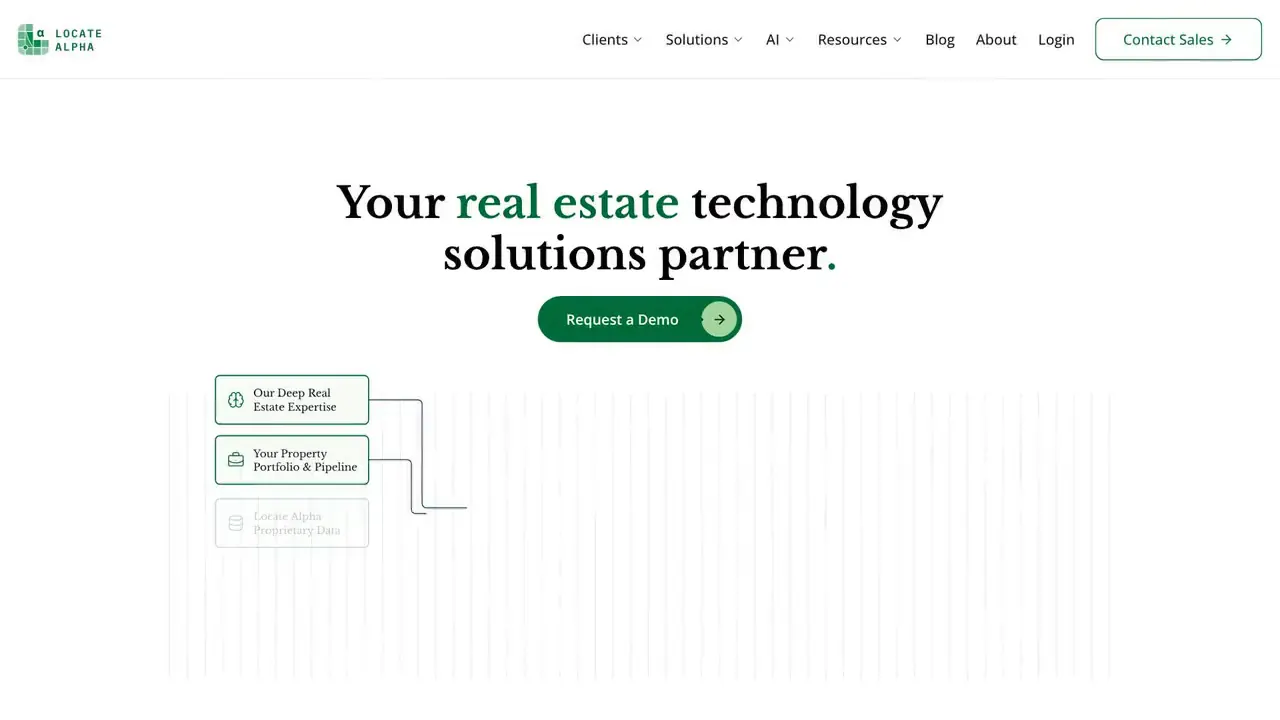 LOCATE
ALPHA
Clients
Solutions
AI
Resources
Blog
About
Login
Contact Sales
Your real estate technology
solutions partner.
Request a Demo
Our Deep Real
Estate Expertise
Your Property
Portfolio & Pipeline
Locate Alpha
Proprietary Data